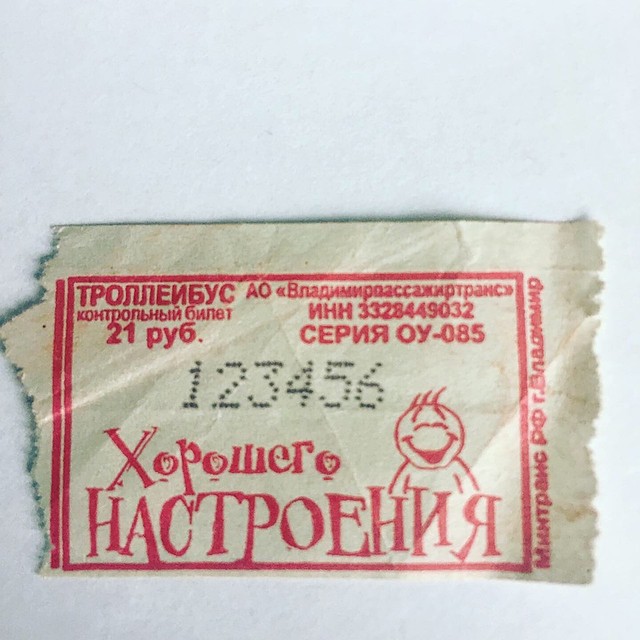 ТРОЛЛЕЙБУС АО «Владимирпассажиртранс»
контрольный билет ИНН 3328449032
21 руб. СЕРИЯ ОУ-085
123456
Хорошего
НАСТРОЕНИЯ
Минтранс РФ г.Владимир